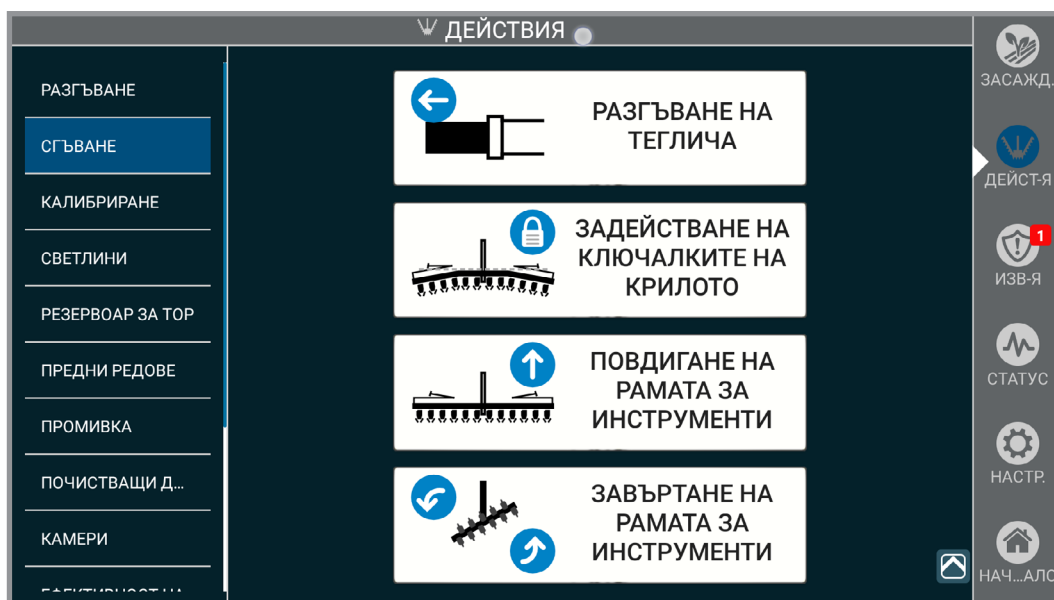 ДЕЙСТВИЯ
РАЗГЪВАНЕ
СГЪВАНЕ
КАЛИБРИРАНЕ
СВЕТЛИНИ
РЕЗЕРВОАР ЗА ТОР
ПРЕДНИ РЕДОВЕ
ПРОМИВКА
ПОЧИСТВАЩИ Д...
КАМЕРИ
РАЗГЪВАНЕ НА
ТЕГЛИЧА
ЗАДЕЙСТВАНЕ НА
КЛЮЧАЛКИТЕ НА
КРИЛОТО
ПОВДИГАНЕ НА
РАМАТА ЗА
ИНСТРУМЕНТИ
ЗАВЪРТАНЕ НА
РАМАТА ЗА
ИНСТРУМЕНТИ
ЗАСАЖД.
ДЕЙСТ-Я
1
ИЗВ-Я
СТАТУС
НАСТР.
НАЧ...АЛО